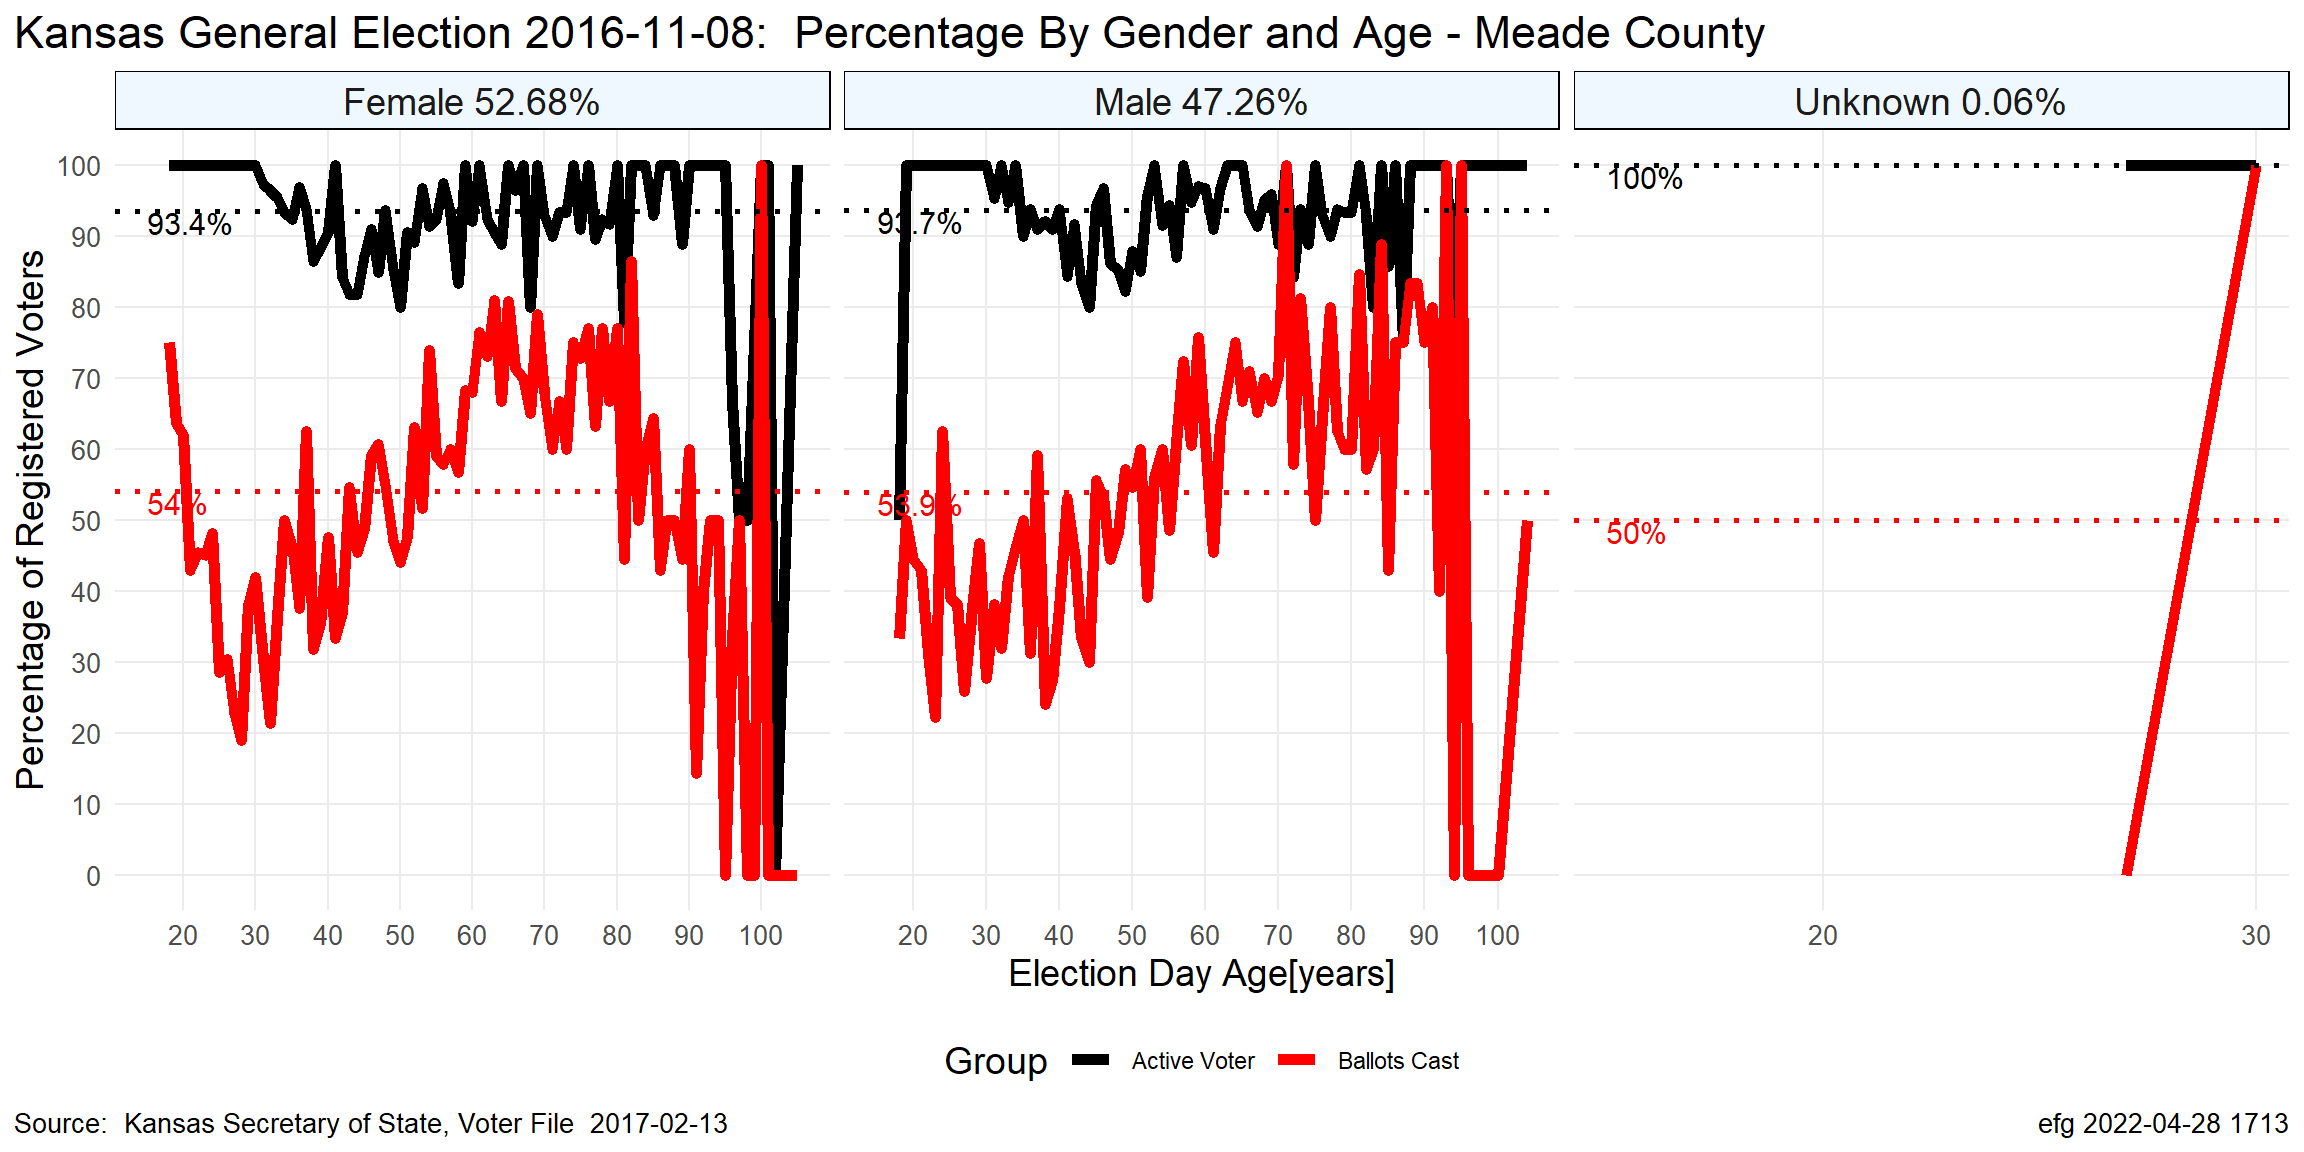 Kansas General Election 2016-11-08:  Percentage By Gender and Age - Meade County
Female 52.68%
Male 47.26%
Unknown 0.06%
Percentage of Registered Voters
100
90
80
70
60
50
40
30
20
10
0
93.4%
54%
93.7%
53.9%
100%
50%
20 30 40 50 60 70 80 90 100
20 30 40 50 60 70 80 90 100
20 30
Election Day Age[years]
Group Active Voter Ballots Cast
Source:  Kansas Secretary of State, Voter File  2017-02-13
efg 2022-04-28 1713